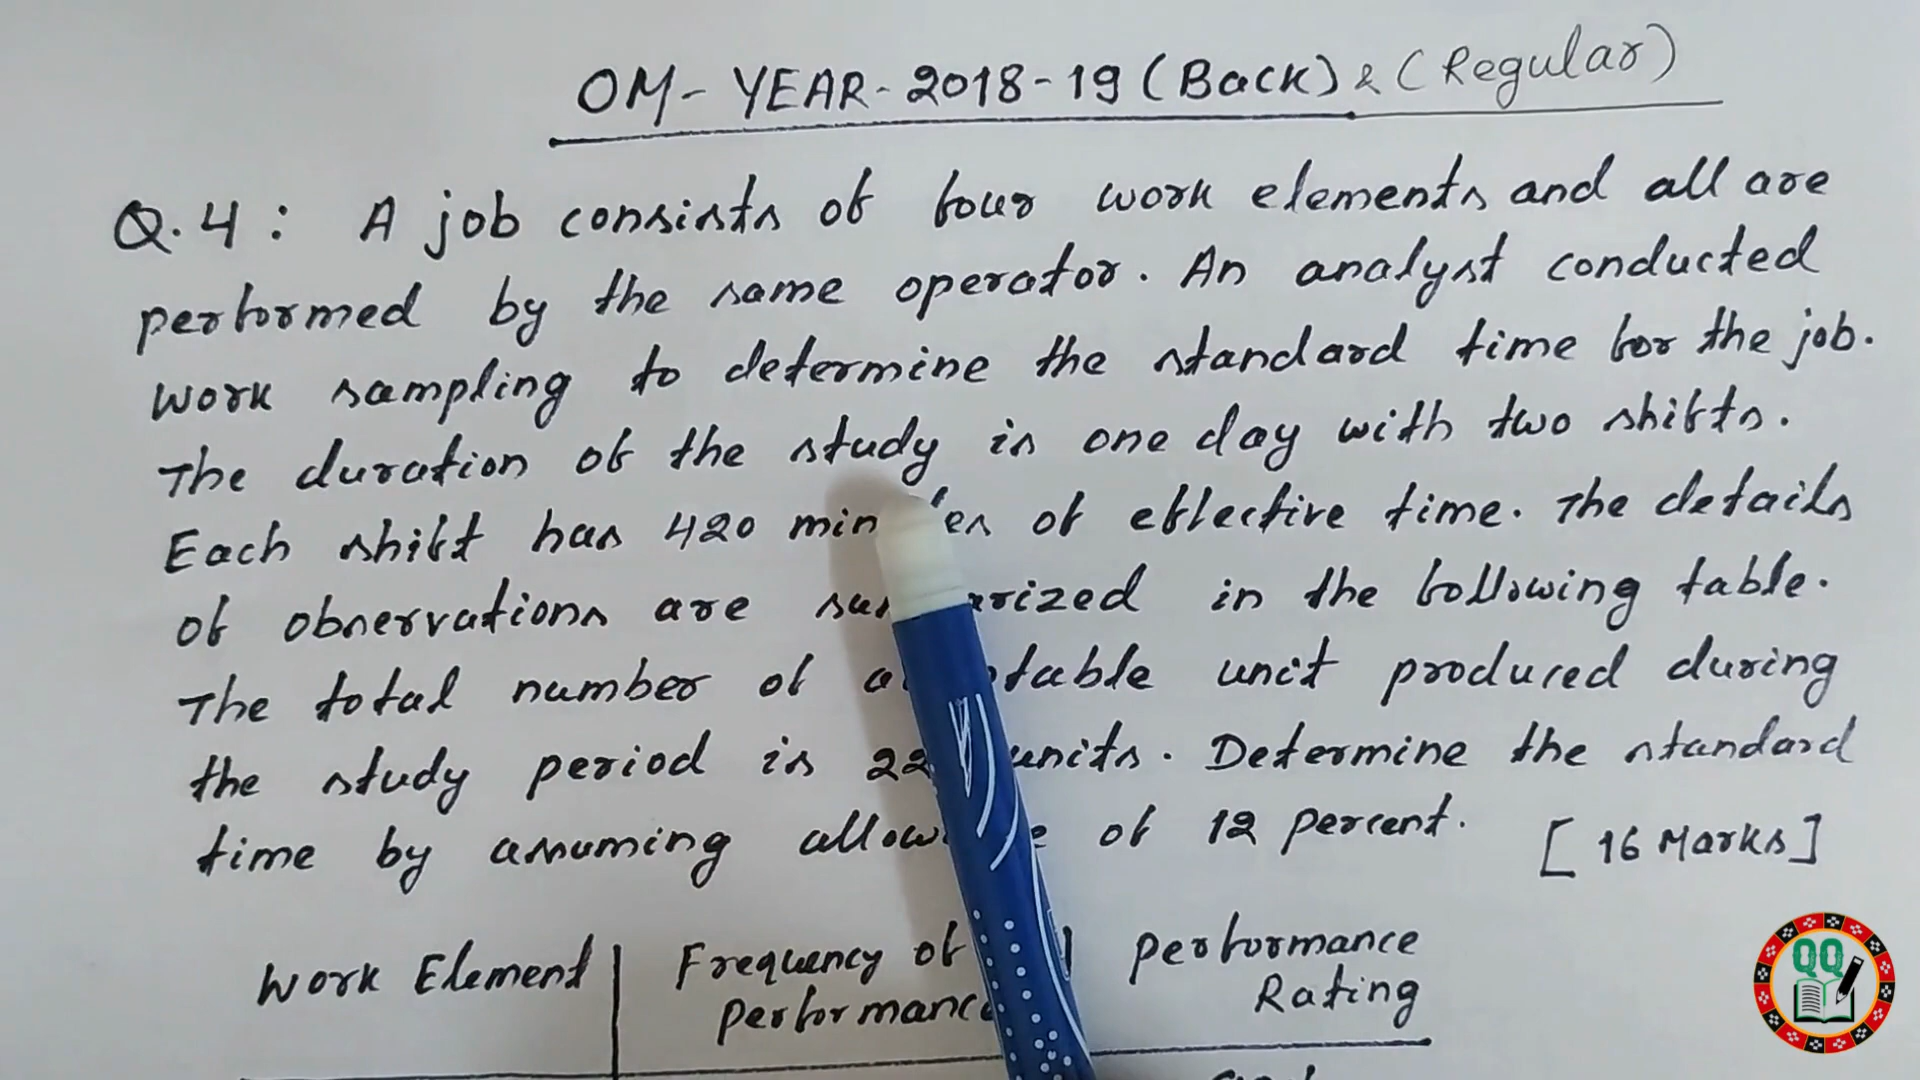 OM-YEAR-2018-19 (Back) & (Regular)
Q.4: A job consists of four work elements and all are
performed by the same operator. An analyst conducted
work sampling to determine the standard time for the job.
The duration of the study is one day with two shifts.
Each shift has 420 of effective time. The details
of observations are in the following table.
The total number of unit produced during
the study period is units. Determine the standard
time by assuming of 12 percent. [16 Marks]
Work Element Frequency of Performance
Performance Rating
QQ